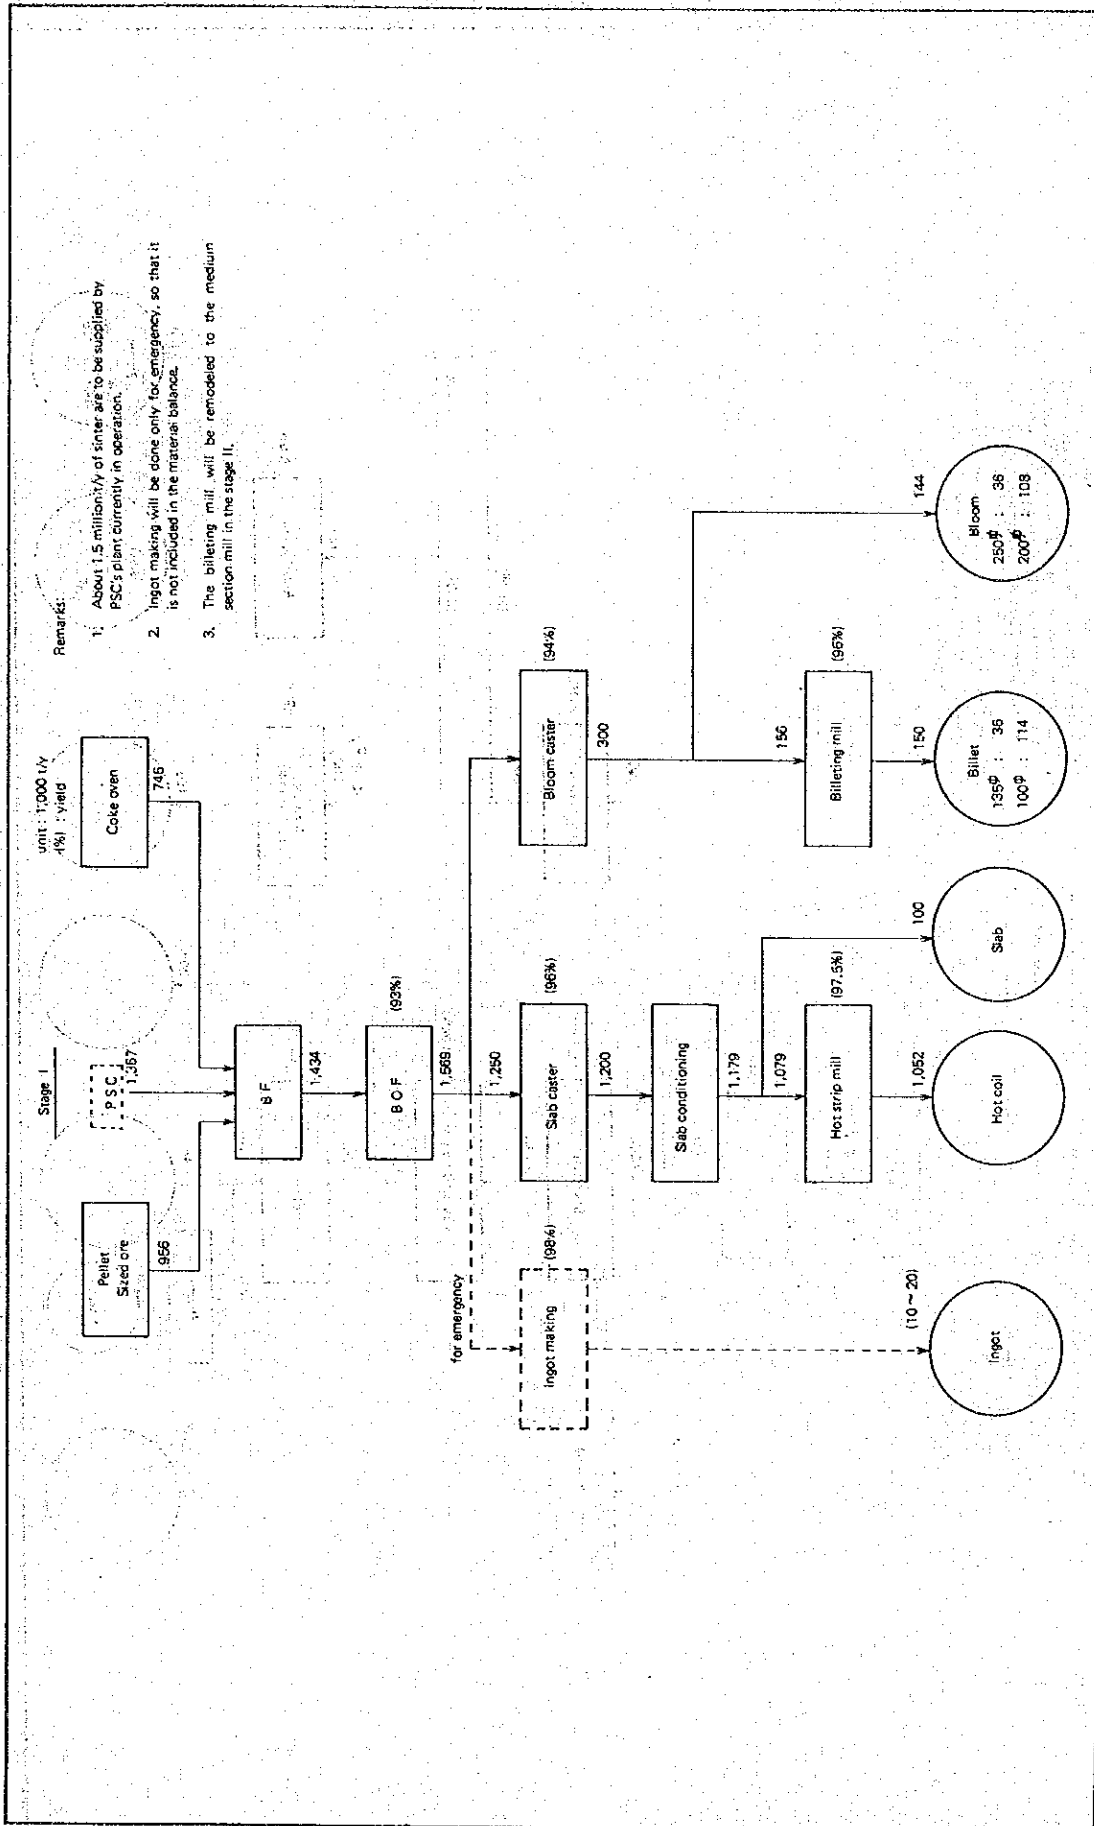 Stage I
unit : 1,000 t/y
(%) : yield
Remarks:
1. About 1.5 million t/y of sinter are to be supplied by
PSC's plant currently in operation.
2. Ingot making will be done only for emergency, so that it
is not included in the material balance.
3. The billeting mill will be remodeled to the medium
section mill in the stage II.
Pellet
Sized ore
956
P S C
1,367
Coke oven
746
B F
1,434
B O F
(93%)
1,569
for emergency
1,250
Ingot making
(98%)
Slab caster
(96%)
Bloom caster
(94%)
1,200
300
Slab conditioning
1,179
1,079
156
Hot strip mill
(97.5%)
Billeting mill
(96%)
(10 ~ 20)
1,052
100
150
144
Ingot
Hot coil
Slab
Billet
135ф : 36
100ф : 114
Bloom
250ф : 36
200ф : 108